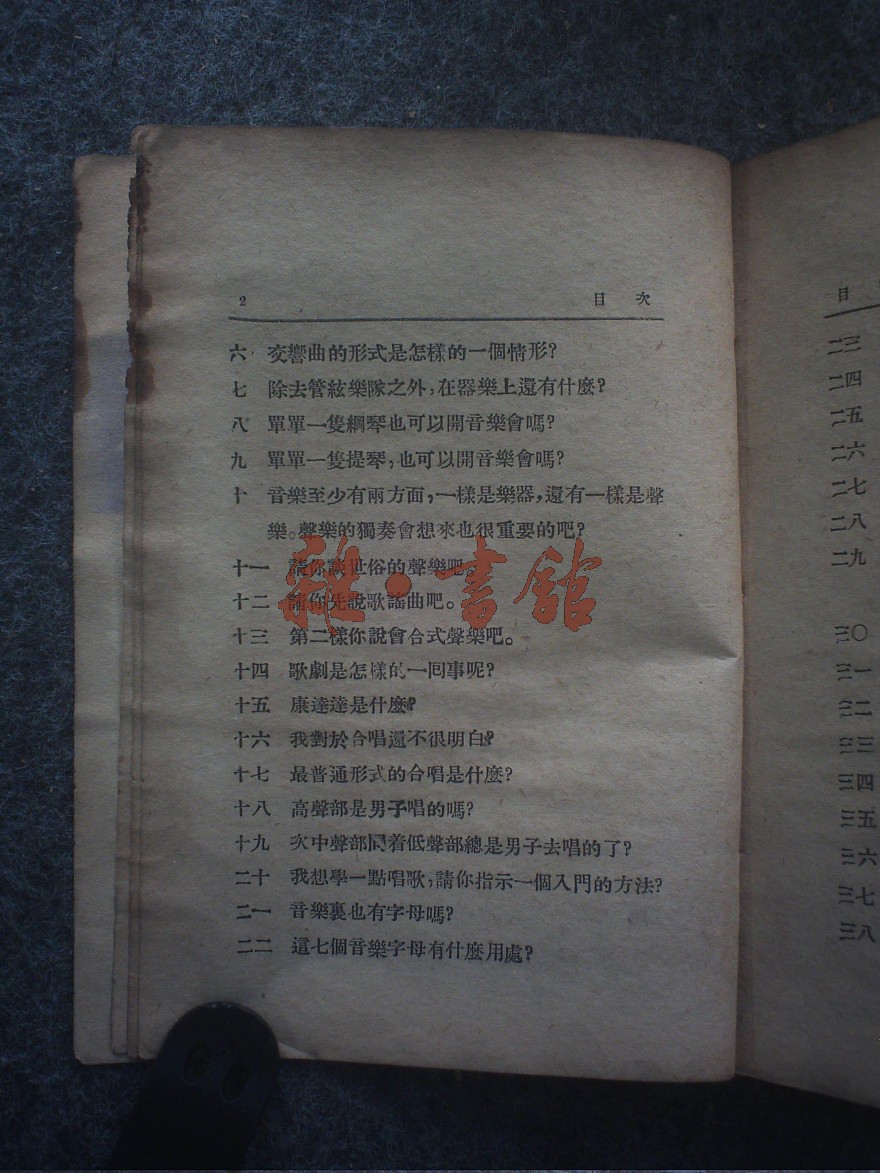 2 目次
六 交響曲的形式是怎樣的一個情形?
七 除去管絃樂隊之外,在器樂上還有什麼?
八 單單一隻鋼琴也可以開音樂會嗎?
九 單單一隻提琴,也可以開音樂會嗎?
十 音樂至少有兩方面,一樣是樂器,還有一樣是聲
樂。聲樂的獨奏會想來也很重要的吧?
十一 請你談世俗的聲樂吧。
十二 請你先說歌謠曲吧。
十三 第二樣你說會合式聲樂吧。
十四 歌劇是怎樣的一囘事呢?
十五 康達達是什麼?
十六 我對於合唱還不很明白?
十七 最普通形式的合唱是什麼?
十八 高聲部是男子唱的嗎?
十九 次中聲部同着低聲部總是男子去唱的了?
二十 我想學一點唱歌,請你指示一個入門的方法?
二一 音樂裏也有字母嗎?
二二 這七個音樂字母有什麼用處?
雜·書館
目
二三
二四
二五
二六
二七
二八
二九
三〇
三一
三二
三三
三四
三五
三六
三七
三八